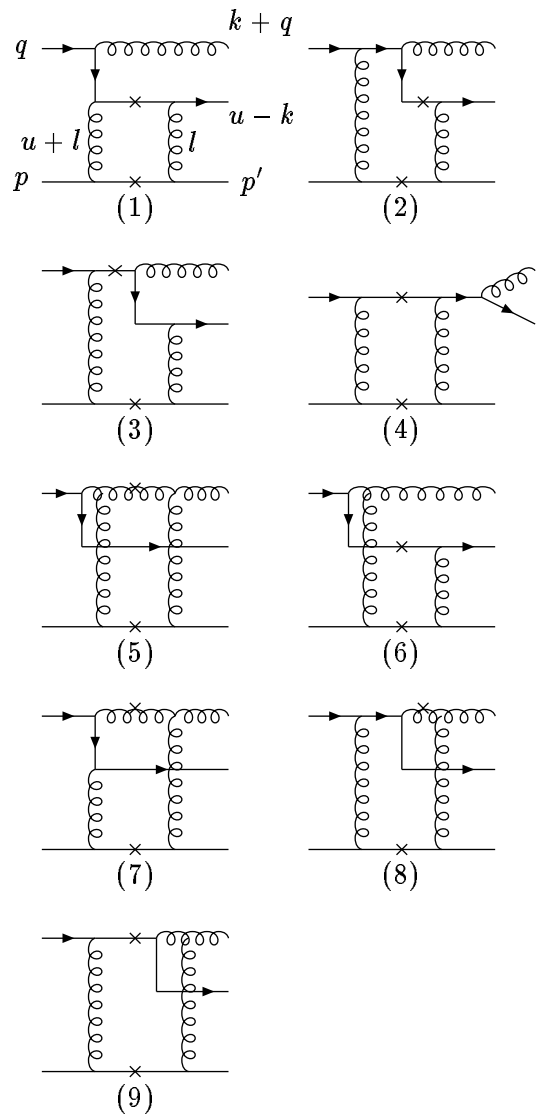 q
k + q
u + l
l
u − k
p
p′
(1)
(2)
(3)
(4)
(5)
(6)
(7)
(8)
(9)